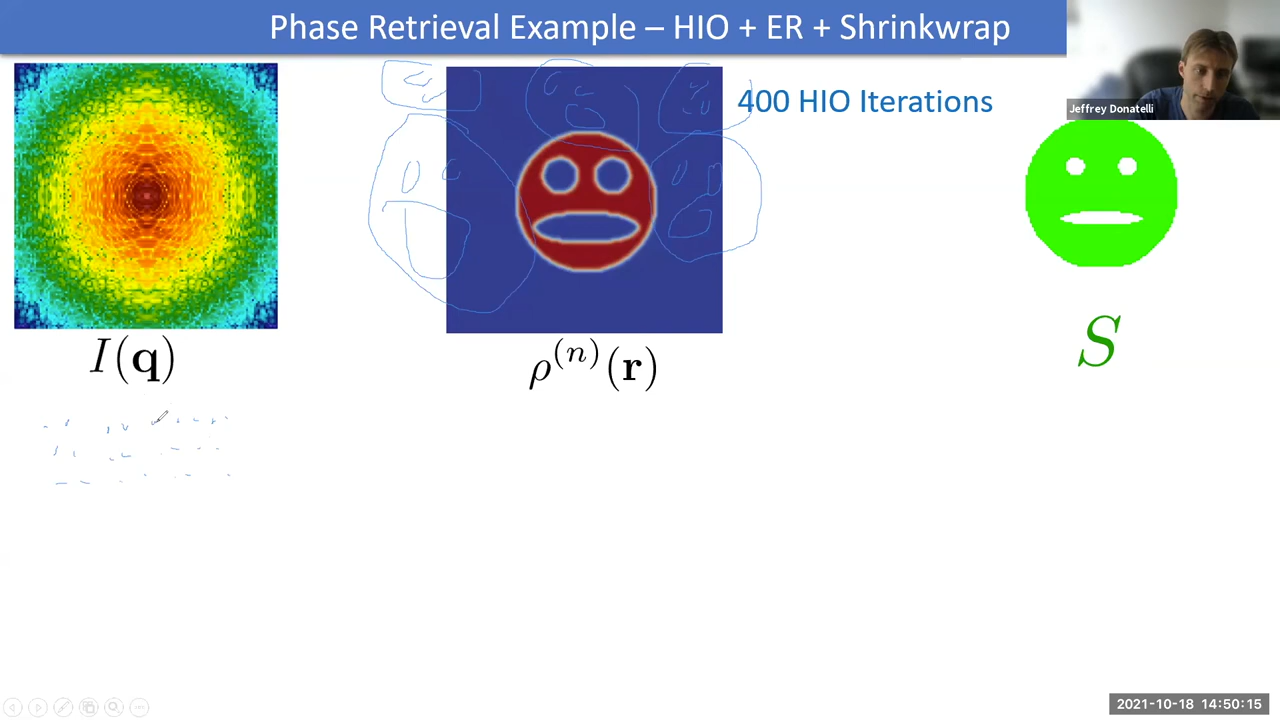 Phase Retrieval Example – HIO + ER + Shrinkwrap
Jeffrey Donatelli
400 HIO Iterations
I(q)
ρ⁽ⁿ⁾(r)
S
2021-10-18 14:50:15